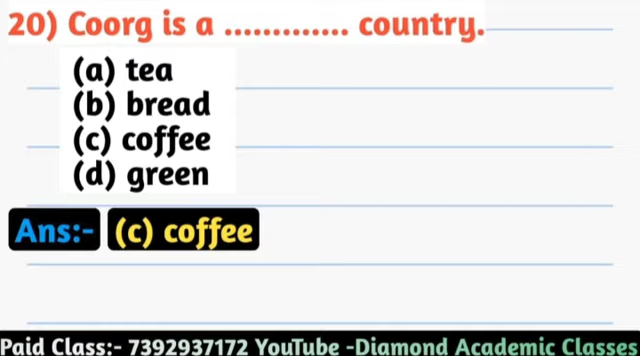 20) Coorg is a ............. country.
(a) tea
(b) bread
(c) coffee
(d) green
Ans:- (c) coffee
Paid Class:- 7392937172 YouTube -Diamond Academic Classes